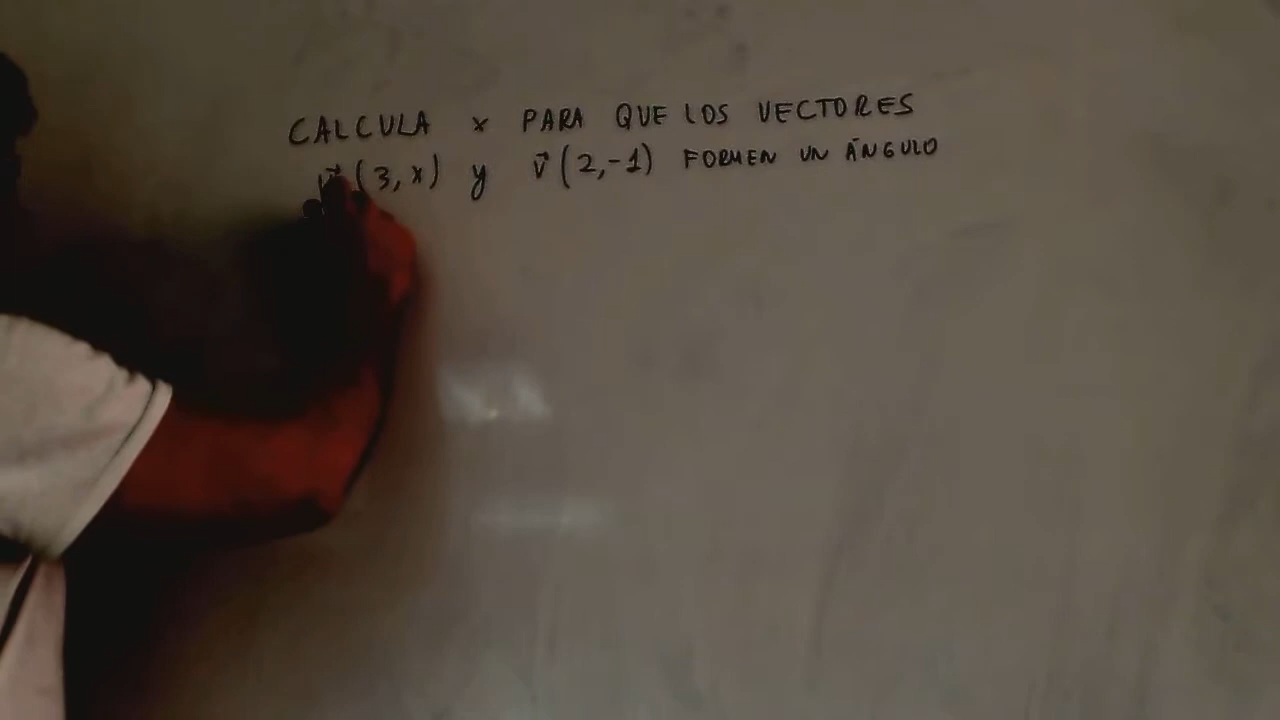 CALCULA x PARA QUE LOS VECTORES
(3,x) y v⃗(2,-1) FORMEN UN ÁNGULO